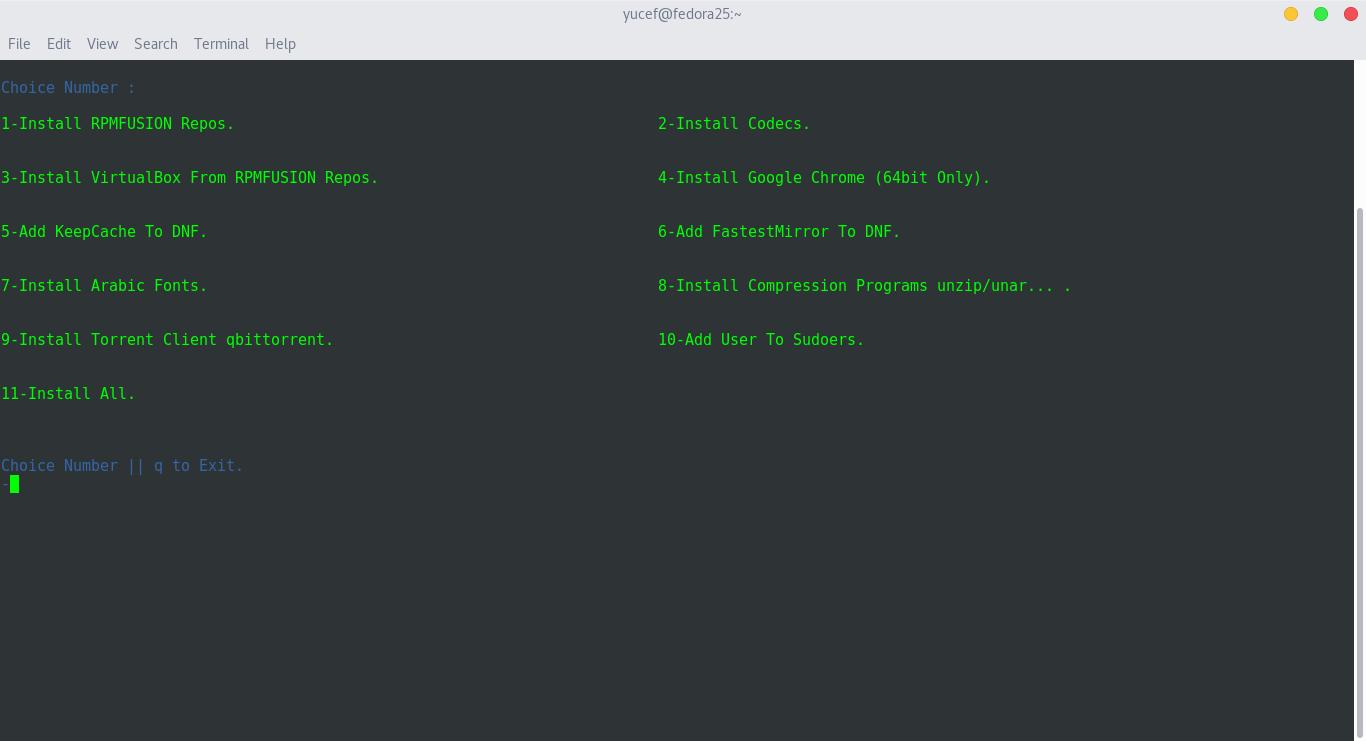 yucef@fedora25:~
File Edit View Search Terminal Help
Choice Number :
1-Install RPMFUSION Repos. 2-Install Codecs.
3-Install VirtualBox From RPMFUSION Repos. 4-Install Google Chrome (64bit Only).
5-Add KeepCache To DNF. 6-Add FastestMirror To DNF.
7-Install Arabic Fonts. 8-Install Compression Programs unzip/unar... .
9-Install Torrent Client qbittorrent. 10-Add User To Sudoers.
11-Install All.
Choice Number || q to Exit.
-